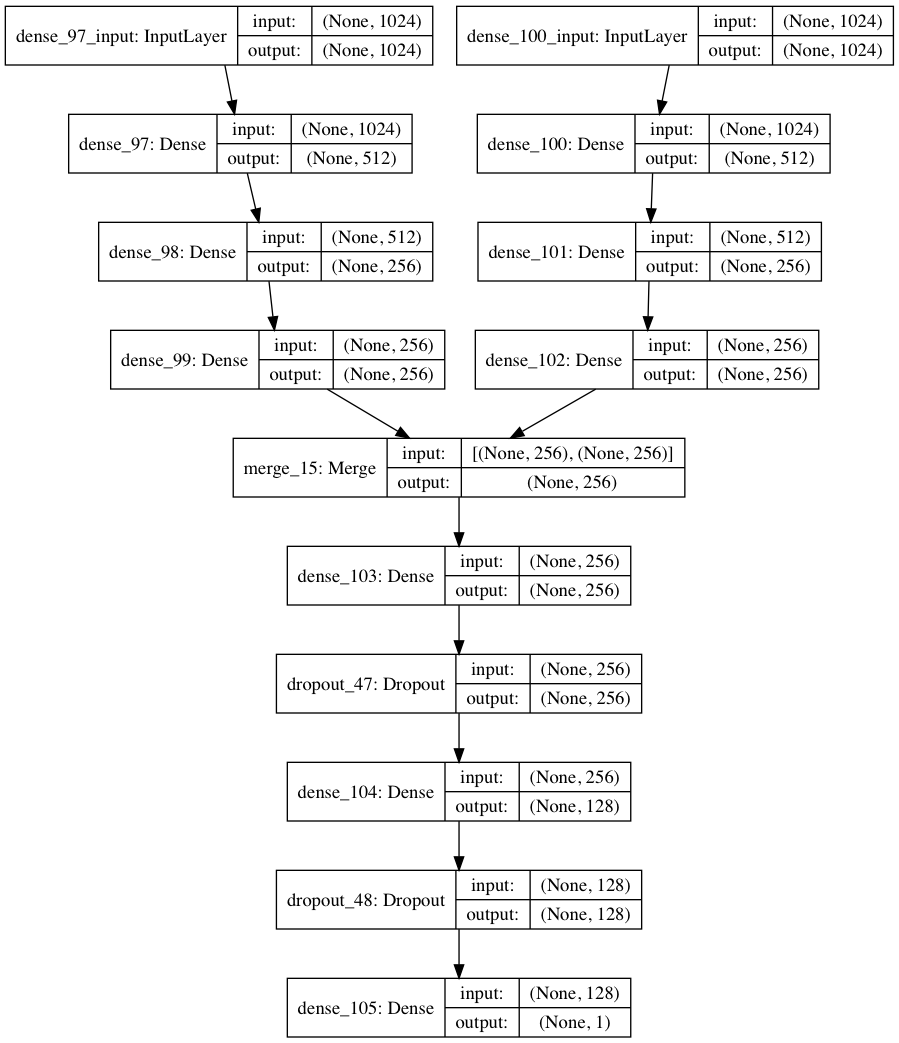 dense_97_input: InputLayer input: (None, 1024)
output: (None, 1024)
dense_100_input: InputLayer input: (None, 1024)
output: (None, 1024)
dense_97: Dense input: (None, 1024)
output: (None, 512)
dense_100: Dense input: (None, 1024)
output: (None, 512)
dense_98: Dense input: (None, 512)
output: (None, 256)
dense_101: Dense input: (None, 512)
output: (None, 256)
dense_99: Dense input: (None, 256)
output: (None, 256)
dense_102: Dense input: (None, 256)
output: (None, 256)
merge_15: Merge input: [(None, 256), (None, 256)]
output: (None, 256)
dense_103: Dense input: (None, 256)
output: (None, 256)
dropout_47: Dropout input: (None, 256)
output: (None, 256)
dense_104: Dense input: (None, 256)
output: (None, 128)
dropout_48: Dropout input: (None, 128)
output: (None, 128)
dense_105: Dense input: (None, 128)
output: (None, 1)